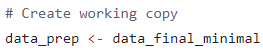 # Create working copy
data_prep <- data_final_minimal